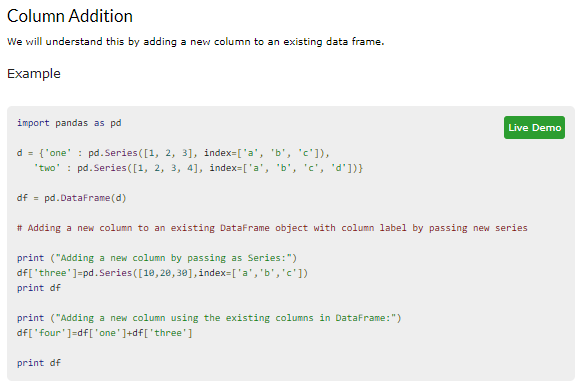 Column Addition
We will understand this by adding a new column to an existing data frame.
Example
Live Demo
import pandas as pd
d = {'one' : pd.Series([1, 2, 3], index=['a', 'b', 'c']),
   'two' : pd.Series([1, 2, 3, 4], index=['a', 'b', 'c', 'd'])}
df = pd.DataFrame(d)
# Adding a new column to an existing DataFrame object with column label by passing new series
print ("Adding a new column by passing as Series:")
df['three']=pd.Series([10,20,30],index=['a','b','c'])
print df
print ("Adding a new column using the existing columns in DataFrame:")
df['four']=df['one']+df['three']
print df